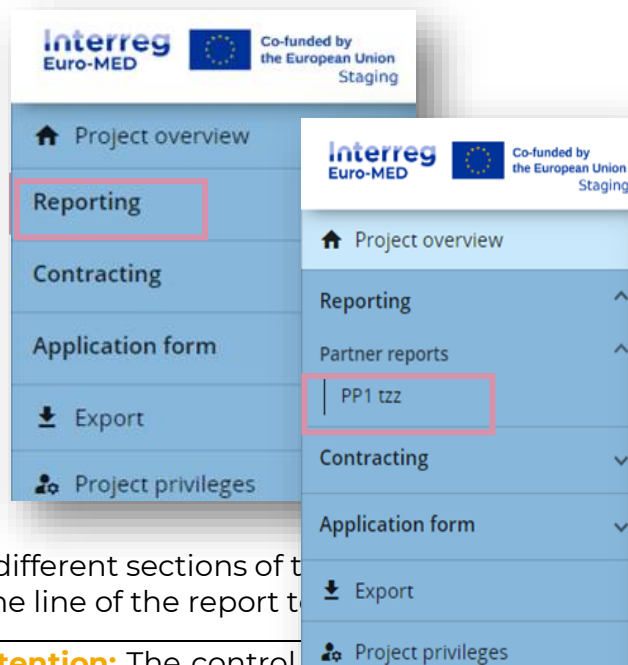 Interreg
Euro-MED
Co-funded by
the European Union
Staging
Project overview
Reporting
Contracting
Application form
Export
Project privileges
Interreg
Euro-MED
Co-funded by
the European Union
Staging
Project overview
Reporting
Partner reports
PP1 tzz
Contracting
Application form
Export
Project privileges
different sections of
line of the report
The control